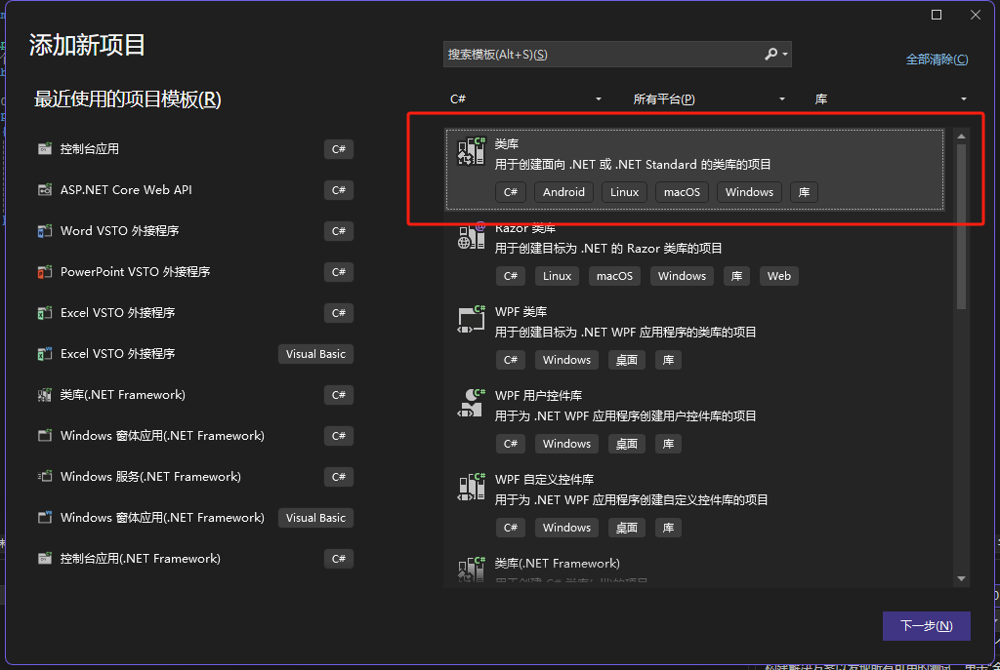 添加新项目
搜索模板(Alt+S)(S)
全部清除(C)
最近使用的项目模板(R)
C# 所有平台(P) 库
控制台应用 C#
ASP.NET Core Web API C#
Word VSTO 外接程序 C#
PowerPoint VSTO 外接程序 C#
Excel VSTO 外接程序 C#
Excel VSTO 外接程序 Visual Basic
类库(.NET Framework) C#
Windows 窗体应用(.NET Framework) C#
Windows 服务(.NET Framework) C#
Windows 窗体应用(.NET Framework) Visual Basic
控制台应用(.NET Framework) C#
类库
用于创建面向 .NET 或 .NET Standard 的类库的项目
C# Android Linux macOS Windows 库
Razor 类库
用于创建目标为 .NET 的 Razor 类库的项目
C# Linux macOS Windows 库 Web
WPF 类库
用于创建目标为 .NET WPF 应用程序的类库的项目
C# Windows 桌面 库
WPF 用户控件库
用于为 .NET WPF 应用程序创建用户控件库的项目
C# Windows 桌面 库
WPF 自定义控件库
用于为 .NET WPF 应用程序创建自定义控件库的项目
C# Windows 桌面 库
类库(.NET Framework)
用于创建 C# 类库(.dll)的项目
下一步(N)